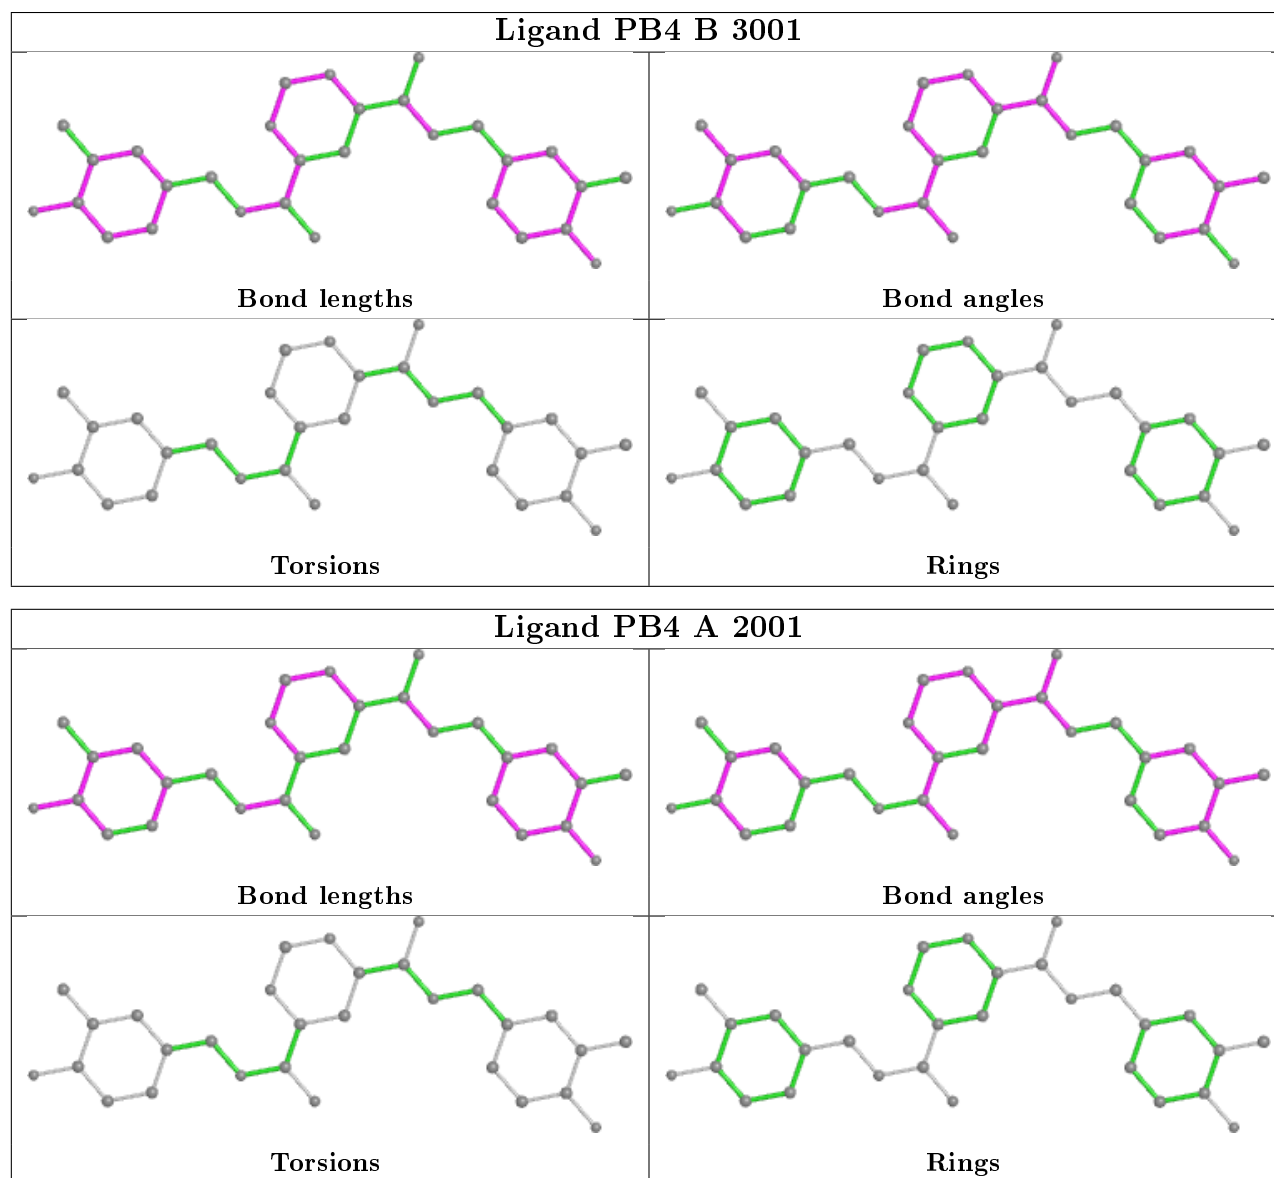 Ligand PB4 B 3001
Bond lengths
Bond angles
Torsions
Rings
Ligand PB4 A 2001
Bond lengths
Bond angles
Torsions
Rings